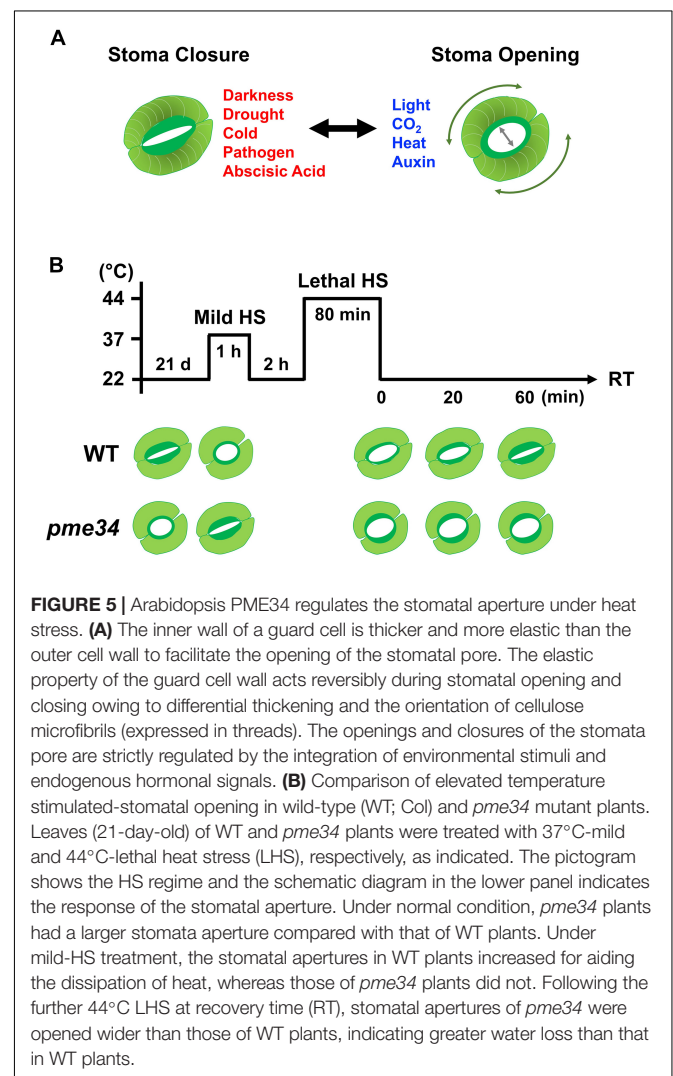 A
Stoma Closure
Stoma Opening
Darkness
Drought
Cold
Pathogen
Abscisic Acid
Light
CO₂
Heat
Auxin
B
(°C)
44
37
22
21 d
Mild HS
1 h
2 h
Lethal HS
80 min
RT
0 20 60 (min)
WT
pme34
FIGURE 5 | Arabidopsis PME34 regulates the stomatal aperture under heat
stress. (A) The inner wall of a guard cell is thicker and more elastic than the
outer cell wall to facilitate the opening of the stomatal pore. The elastic
property of the guard cell wall acts reversibly during stomatal opening and
closing owing to differential thickening and the orientation of cellulose
microfibrils (expressed in threads). The openings and closures of the stomata
pore are strictly regulated by the integration of environmental stimuli and
endogenous hormonal signals. (B) Comparison of elevated temperature
stimulated-stomatal opening in wild-type (WT; Col) and pme34 mutant plants.
Leaves (21-day-old) of WT and pme34 plants were treated with 37°C-mild
and 44°C-lethal heat stress (LHS), respectively, as indicated. The pictogram
shows the HS regime and the schematic diagram in the lower panel indicates
the response of the stomatal aperture. Under normal condition, pme34 plants
had a larger stomata aperture compared with that of WT plants. Under
mild-HS treatment, the stomatal apertures in WT plants increased for aiding
the dissipation of heat, whereas those of pme34 plants did not. Following the
further 44°C LHS at recovery time (RT), stomatal apertures of pme34 were
opened wider than those of WT plants, indicating greater water loss than that
in WT plants.